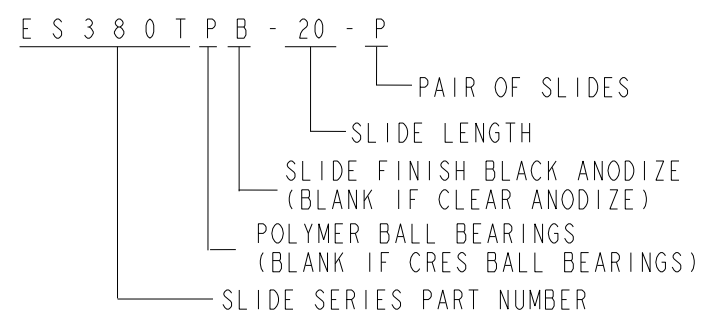 ES380TPB-20-P
PAIR OF SLIDES
SLIDE LENGTH
SLIDE FINISH BLACK ANODIZE
(BLANK IF CLEAR ANODIZE)
POLYMER BALL BEARINGS
(BLANK IF CRES BALL BEARINGS)
SLIDE SERIES PART NUMBER